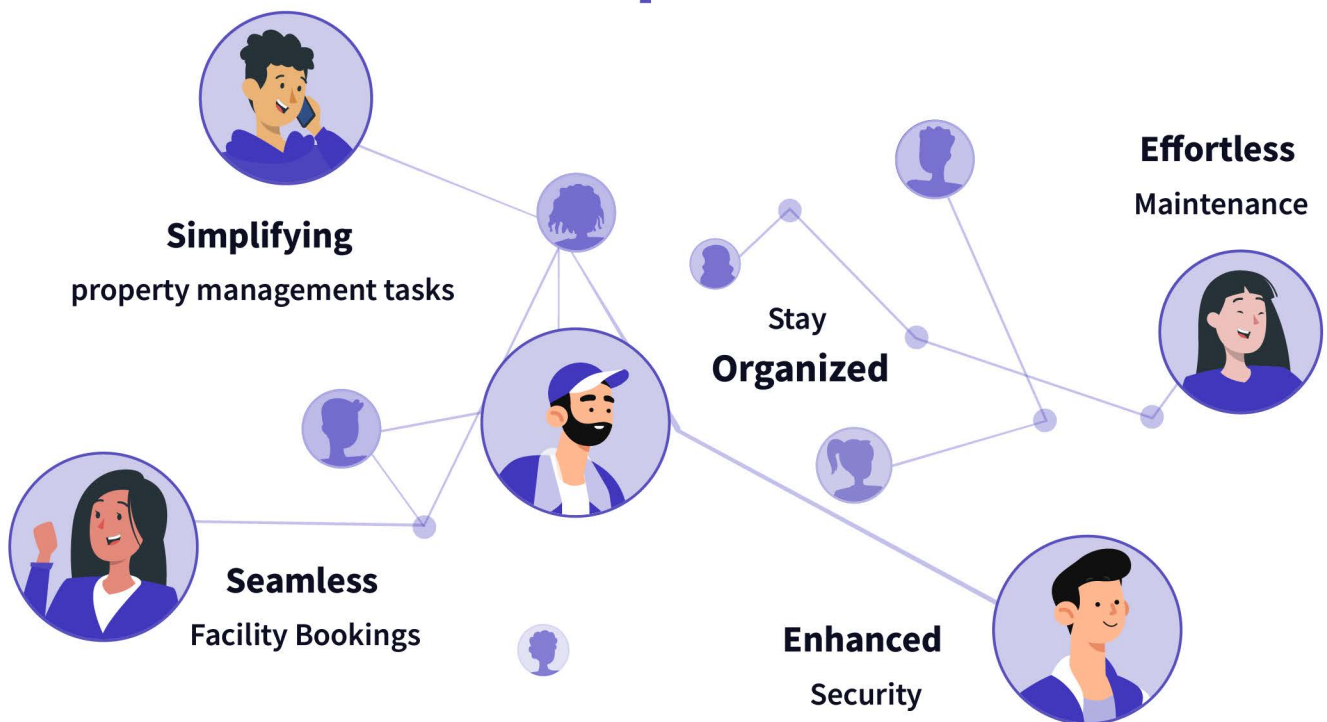 Simplifying
property management tasks
Effortless
Maintenance
Stay
Organized
Seamless
Facility Bookings
Enhanced
Security